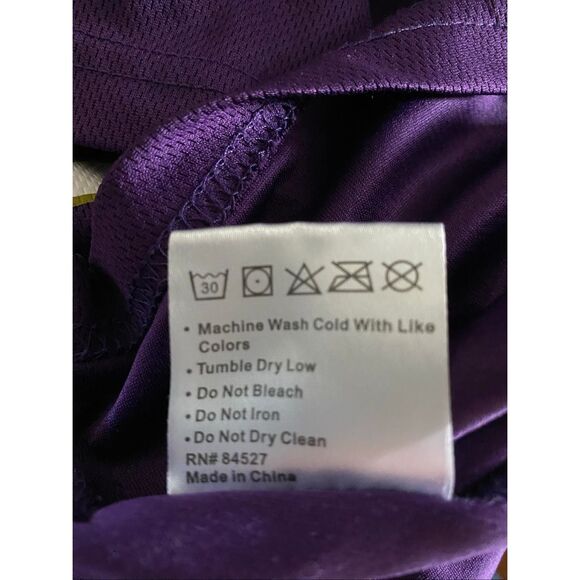 30
• Machine Wash Cold With Like
Colors
• Tumble Dry Low
• Do Not Bleach
• Do Not Iron
• Do Not Dry Clean
RN# 84527
Made in China